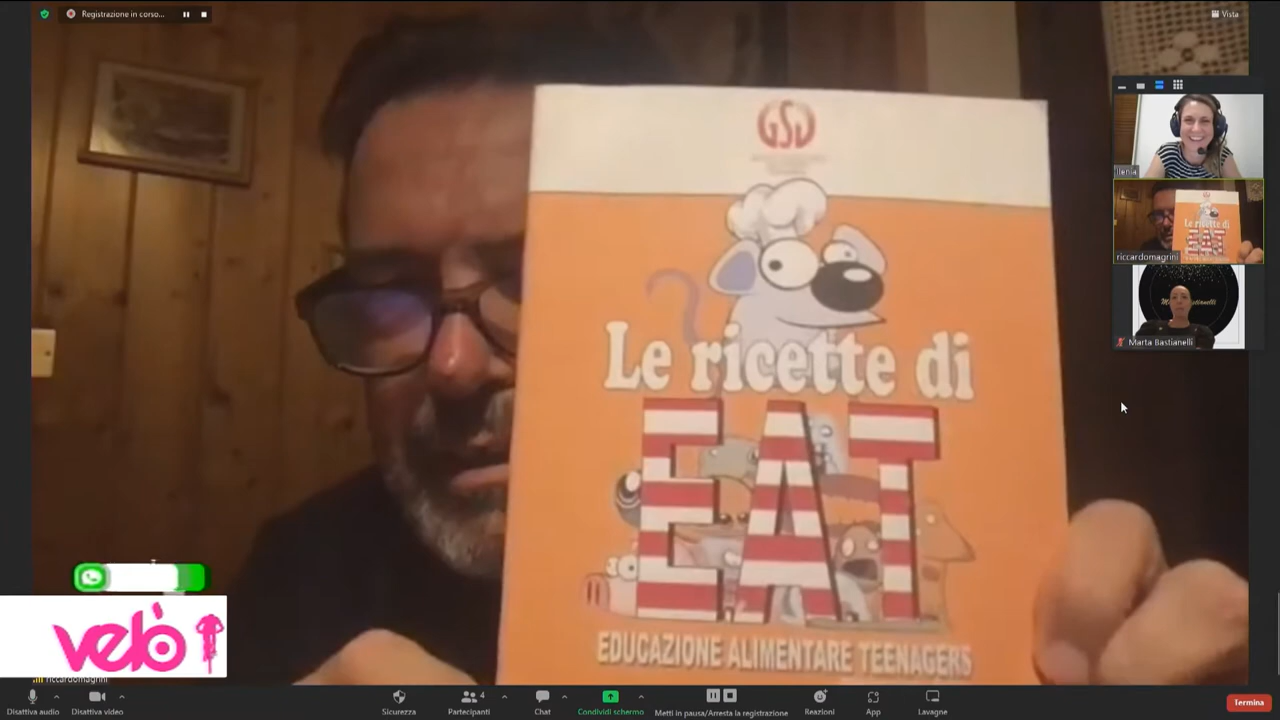 Registrazione in corso...
Vista
Ilenia
GSD
Le ricette di
riccardomagrini
Marta Bastianelli
EAT
velò
EDUCAZIONE ALIMENTARE TEENAGERS
riccardomagrini
Disattiva audio
Disattiva video
Sicurezza
4
Partecipanti
Chat
Condividi schermo
Metti in pausa/Arresta la registrazione
Reazioni
App
Lavagne
Termina